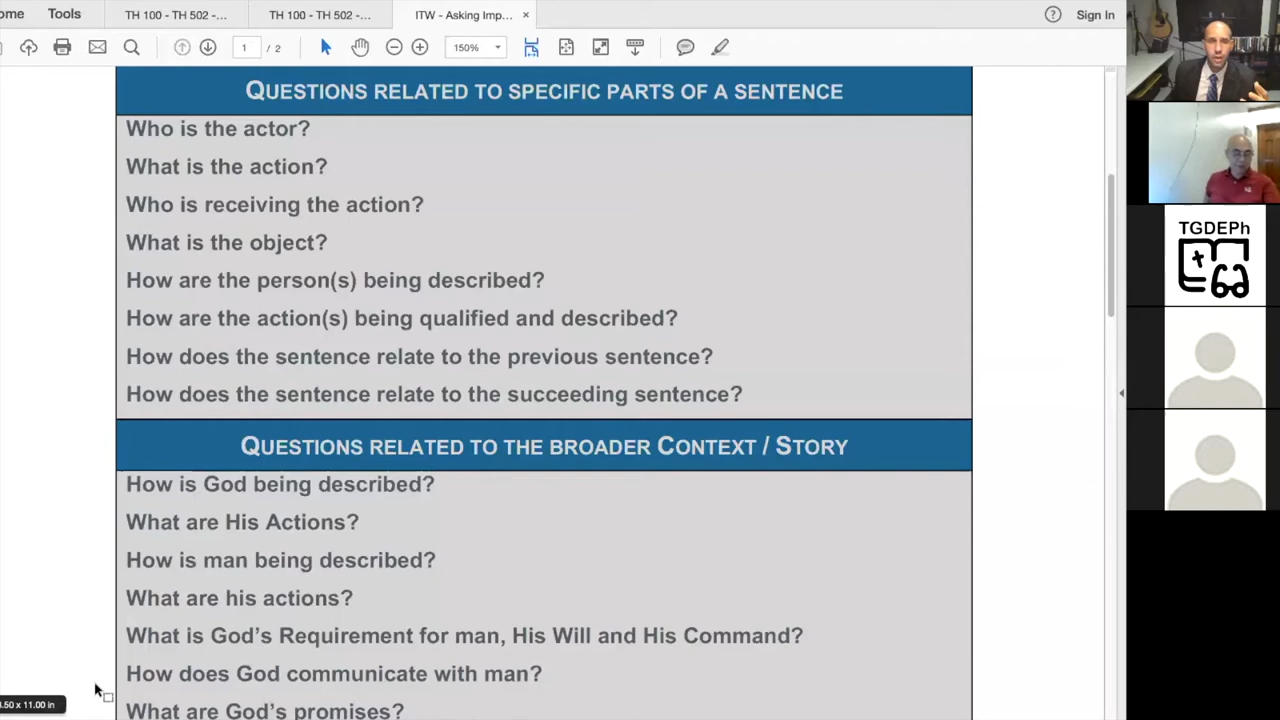 ome
Tools
TH 100 - TH 502 -...
TH 100 - TH 502 -...
ITW - Asking Imp...
×
?
Sign In
1
/ 2
150%
QUESTIONS RELATED TO SPECIFIC PARTS OF A SENTENCE
Who is the actor?
What is the action?
Who is receiving the action?
What is the object?
How are the person(s) being described?
How are the action(s) being qualified and described?
How does the sentence relate to the previous sentence?
How does the sentence relate to the succeeding sentence?
QUESTIONS RELATED TO THE BROADER CONTEXT / STORY
How is God being described?
What are His Actions?
How is man being described?
What are his actions?
What is God's Requirement for man, His Will and His Command?
How does God communicate with man?
What are God's promises?
.50 x 11.00 in
TGDEPh